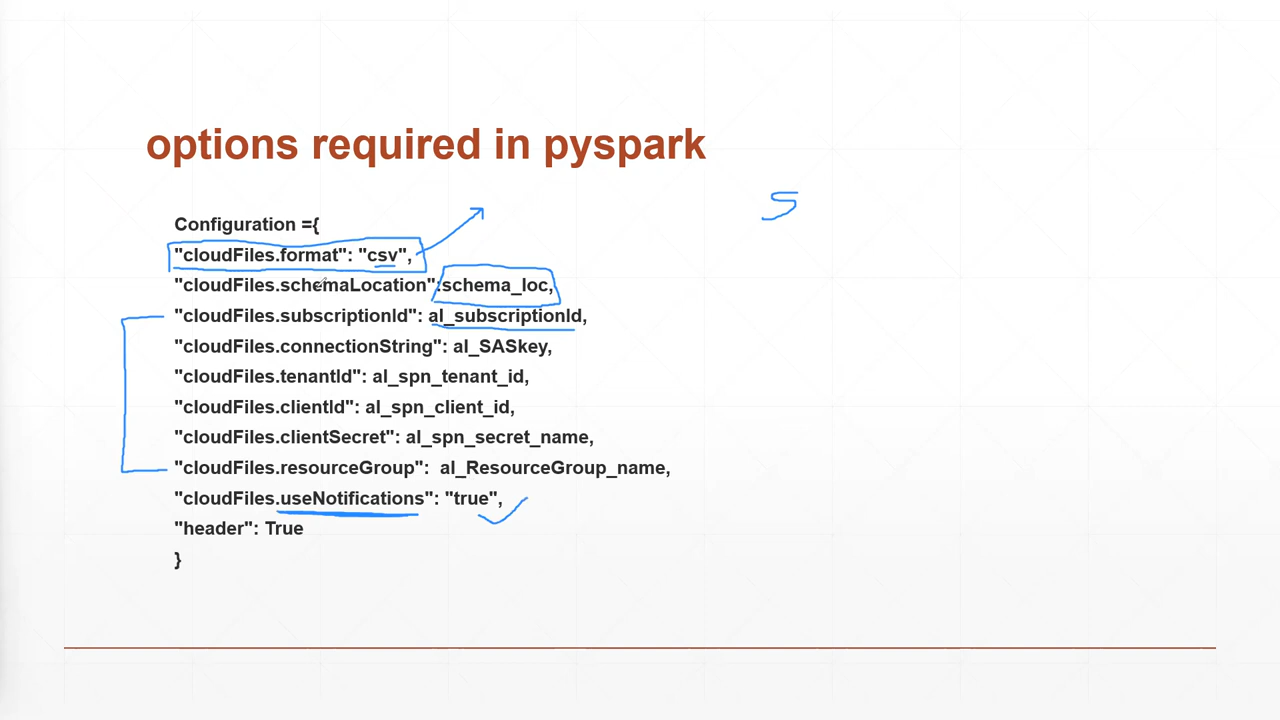 options required in pyspark
5
Configuration ={
"cloudFiles.format": "csv",
"cloudFiles.schemaLocation":schema_loc,
"cloudFiles.subscriptionId": al_subscriptionId,
"cloudFiles.connectionString": al_SASkey,
"cloudFiles.tenantId": al_spn_tenant_id,
"cloudFiles.clientId": al_spn_client_id,
"cloudFiles.clientSecret": al_spn_secret_name,
"cloudFiles.resourceGroup":  al_ResourceGroup_name,
"cloudFiles.useNotifications": "true",
"header": True
}